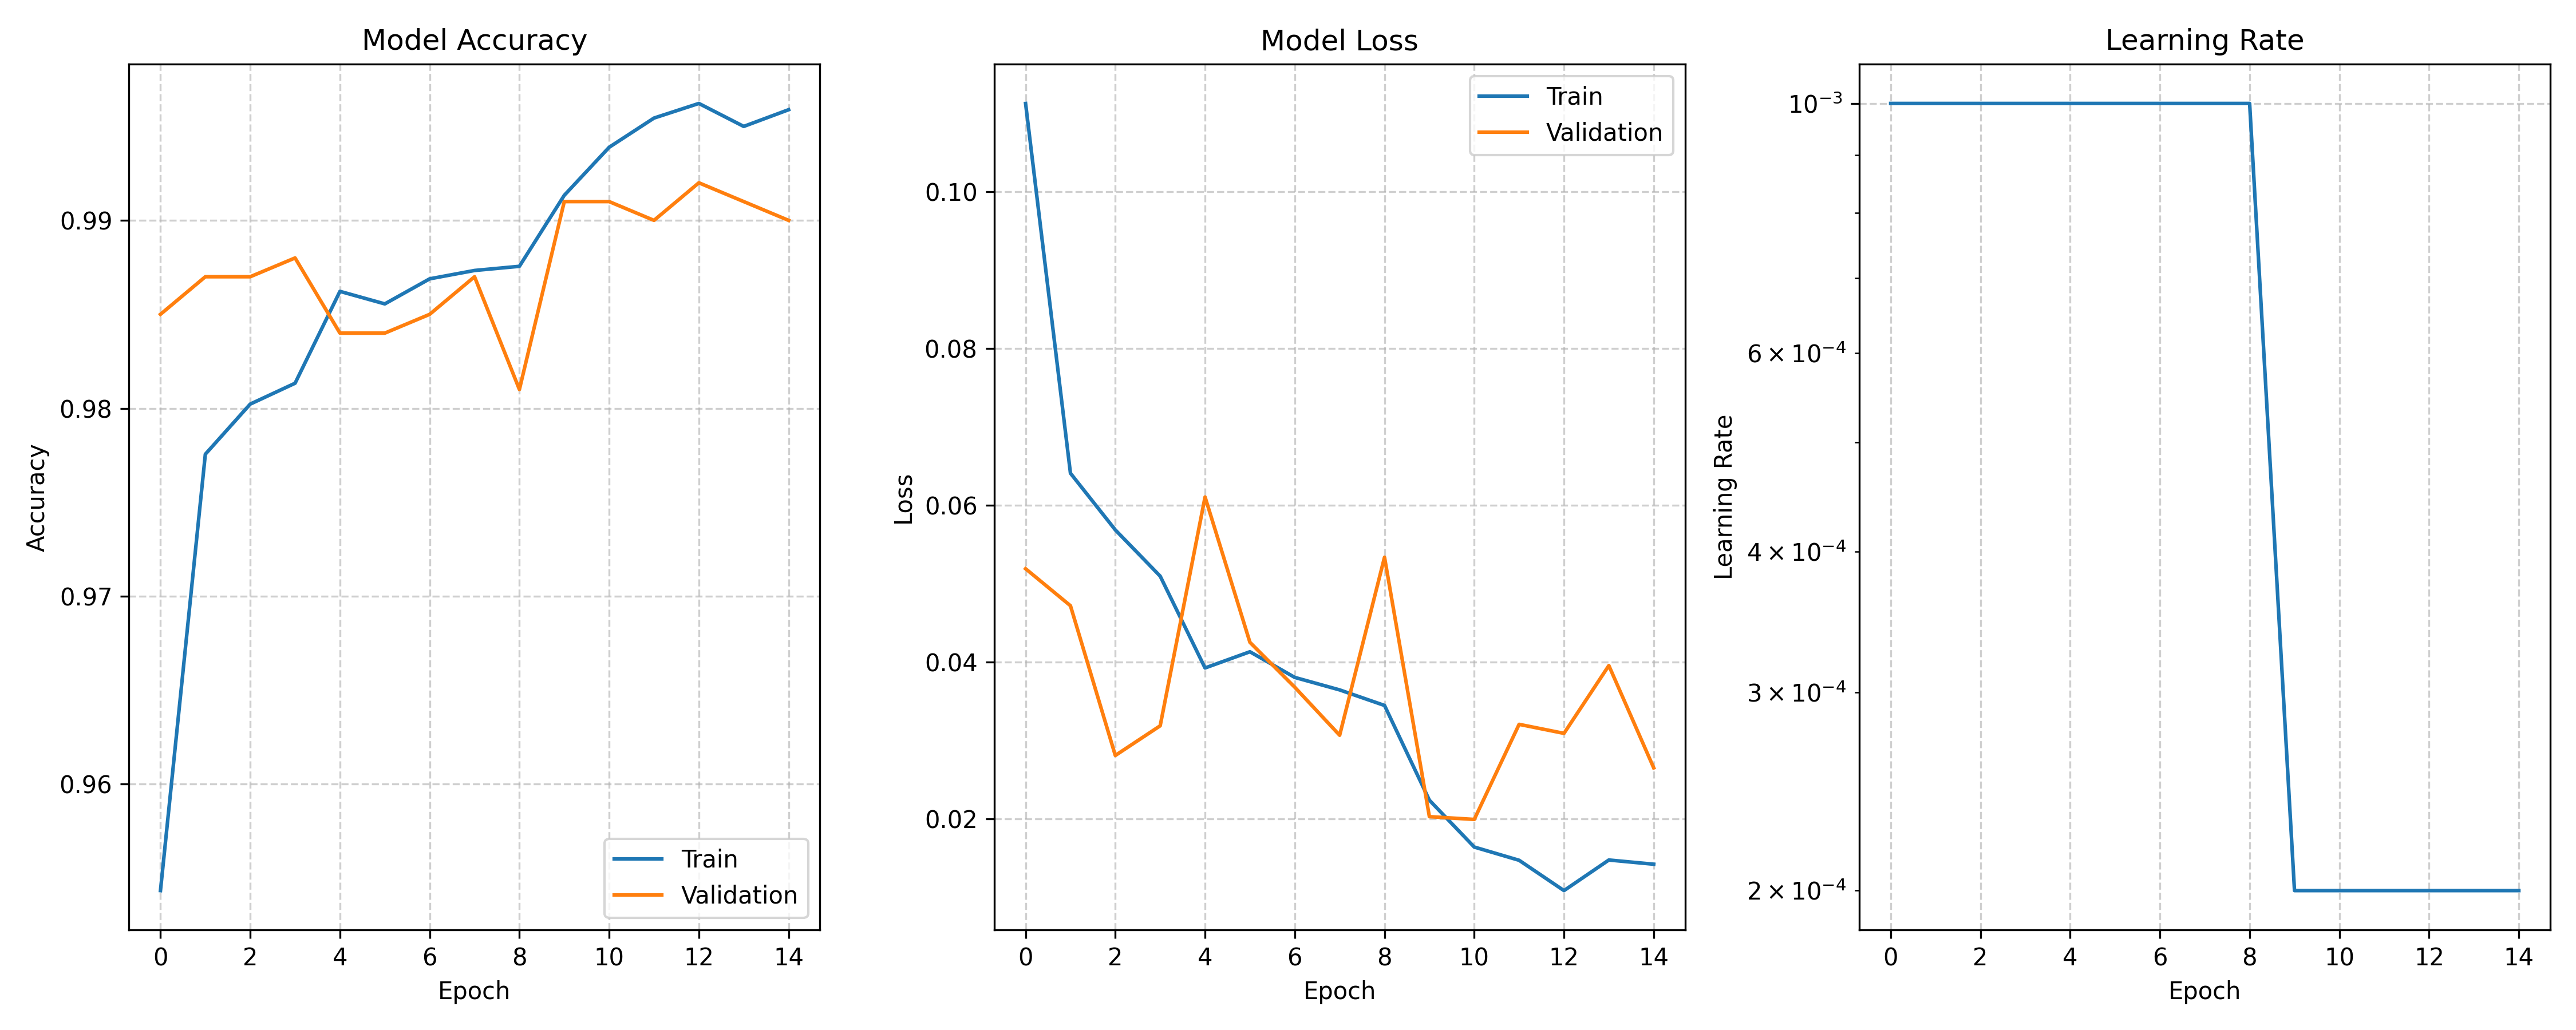 Model Accuracy
Accuracy
0.99
0.98
0.97
0.96
Train
Validation
0 2 4 6 8 10 12 14
Epoch
Model Loss
Loss
0.10
0.08
0.06
0.04
0.02
Train
Validation
0 2 4 6 8 10 12 14
Epoch
Learning Rate
Learning Rate
10⁻³
6 × 10⁻⁴
4 × 10⁻⁴
3 × 10⁻⁴
2 × 10⁻⁴
0 2 4 6 8 10 12 14
Epoch